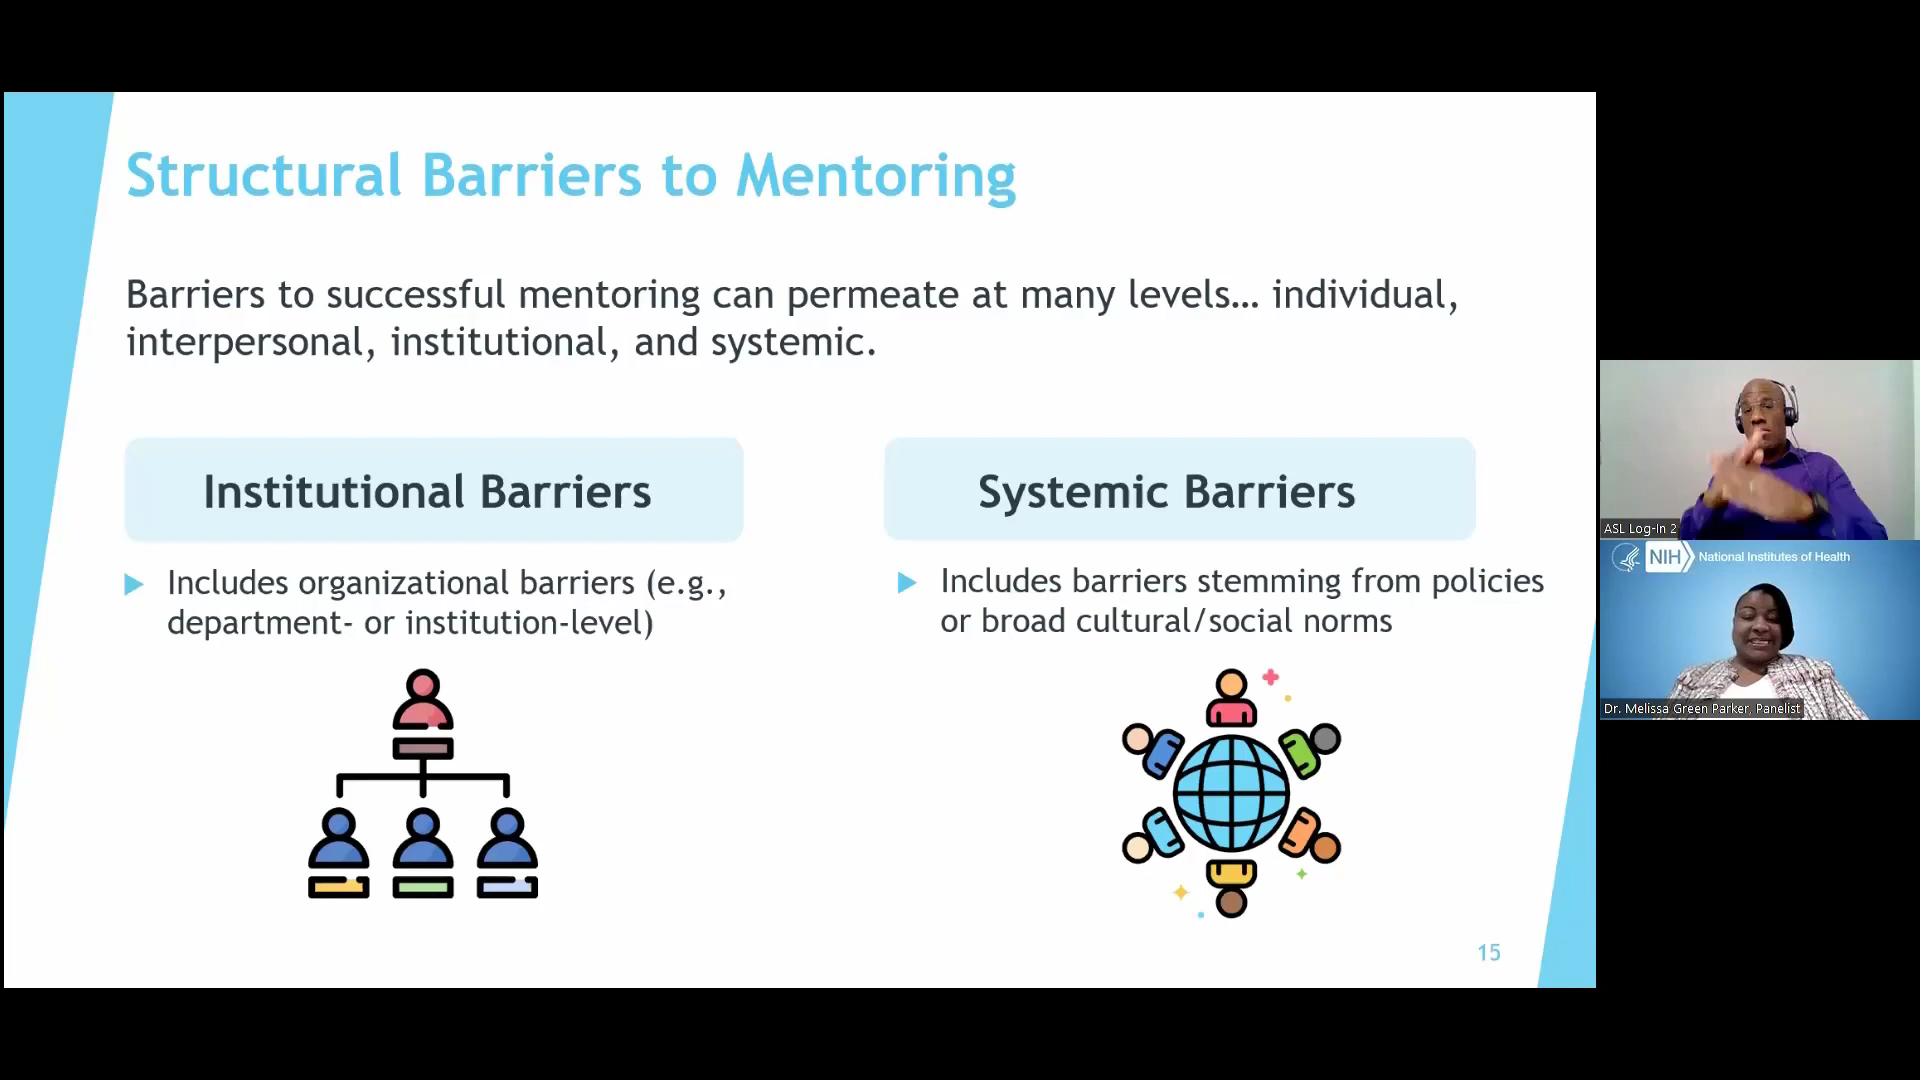 Structural Barriers to Mentoring
Barriers to successful mentoring can permeate at many levels... individual,
interpersonal, institutional, and systemic.
Institutional Barriers
Includes organizational barriers (e.g.,
department- or institution-level)
Systemic Barriers
Includes barriers stemming from policies
or broad cultural/social norms
15
ASL Log-In 2
NIH National Institutes of Health
Dr. Melissa Green Parker, Panelist